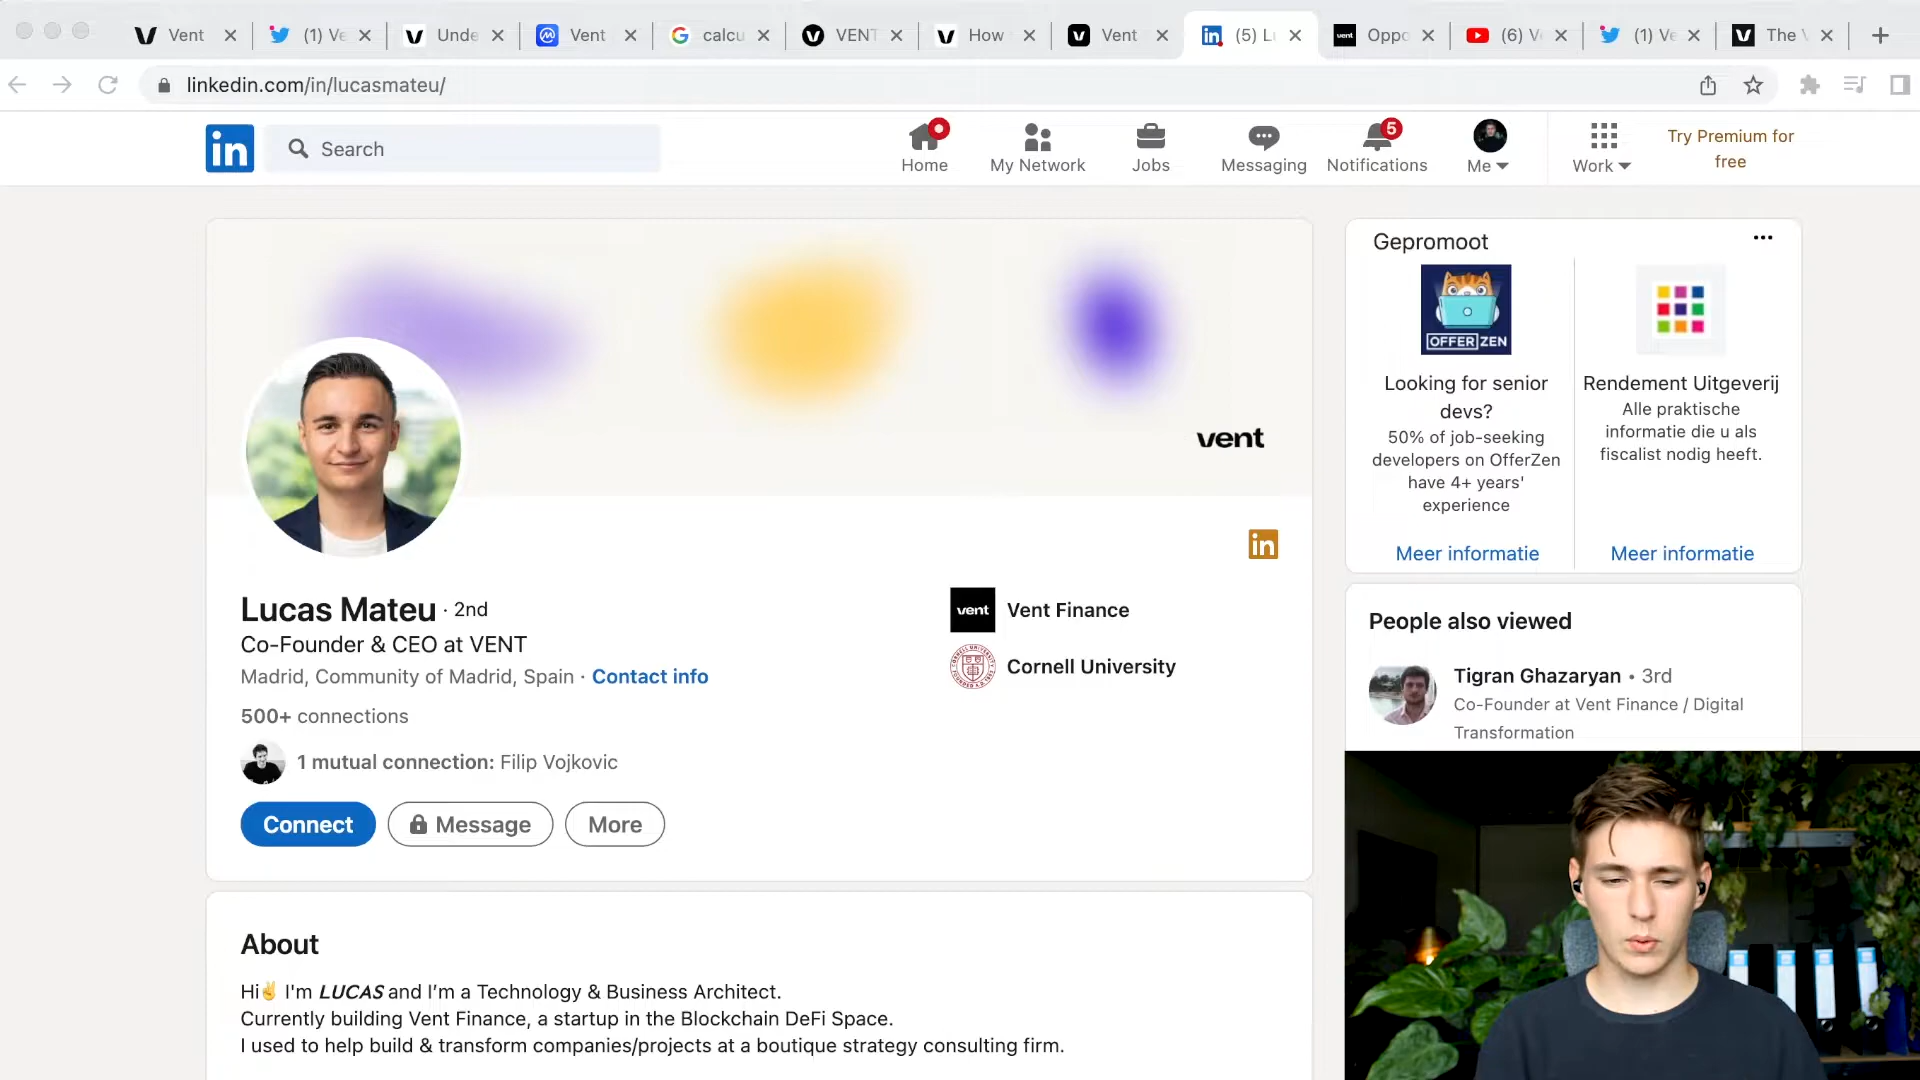 Vent
(1) Ve
Unde
Vent
calcu
VENT
How
Vent
(5) L
Oppo
(6) V
(1) Ve
The V
linkedin.com/in/lucasmateu/
in
Search
Home
My Network
Jobs
Messaging
5
Notifications
Me
Work
Try Premium for
free
vent
in
Lucas Mateu · 2nd
Co-Founder & CEO at VENT
Madrid, Community of Madrid, Spain · Contact info
500+ connections
1 mutual connection: Filip Vojkovic
Connect
Message
More
vent
Vent Finance
Cornell University
About
Hi✌ I'm LUCAS and I'm a Technology & Business Architect.
Currently building Vent Finance, a startup in the Blockchain DeFi Space.
I used to help build & transform companies/projects at a boutique strategy consulting firm.
Gepromoot
OFFERZEN
Looking for senior
devs?
50% of job-seeking
developers on OfferZen
have 4+ years'
experience
Meer informatie
Rendement Uitgeverij
Alle praktische
informatie die u als
fiscalist nodig heeft.
Meer informatie
People also viewed
Tigran Ghazaryan • 3rd
Co-Founder at Vent Finance / Digital
Transformation